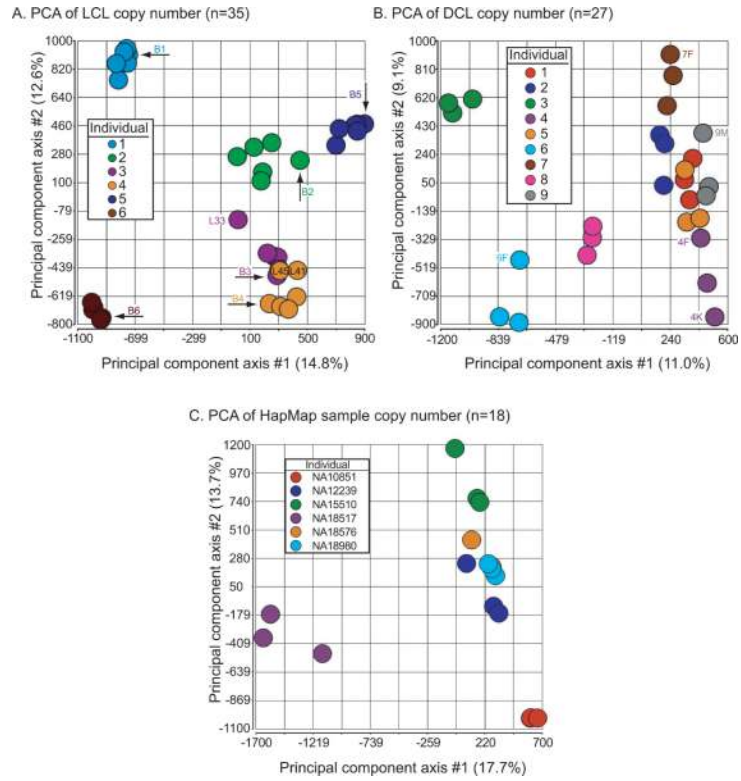 A. PCA of LCL copy number (n=35)
Principal component axis #2 (12.6%)
1000
820
640
460
280
100
-79
-259
-439
-619
-800
Individual
1
2
3
4
5
6
B1
B5
B2
L33
B3
L45
L41
B4
B6
-1100
-699
-299
100
500
900
Principal component axis #1 (14.8%)
B. PCA of DCL copy number (n=27)
Principal component axis #2 (9.1%)
1000
810
620
430
240
50
-139
-329
-519
-709
-900
Individual
1
2
3
4
5
6
7
8
9
7F
9M
4F
4K
-1200
-839
-479
-119
240
600
Principal component axis #1 (11.0%)
C. PCA of HapMap sample copy number (n=18)
Principal component axis #2 (13.7%)
1200
970
740
510
280
50
-179
-409
-639
-869
-1100
Individual
NA10851
NA12239
NA15510
NA18517
NA18576
NA18980
-1700
-1219
-739
-259
220
700
Principal component axis #1 (17.7%)